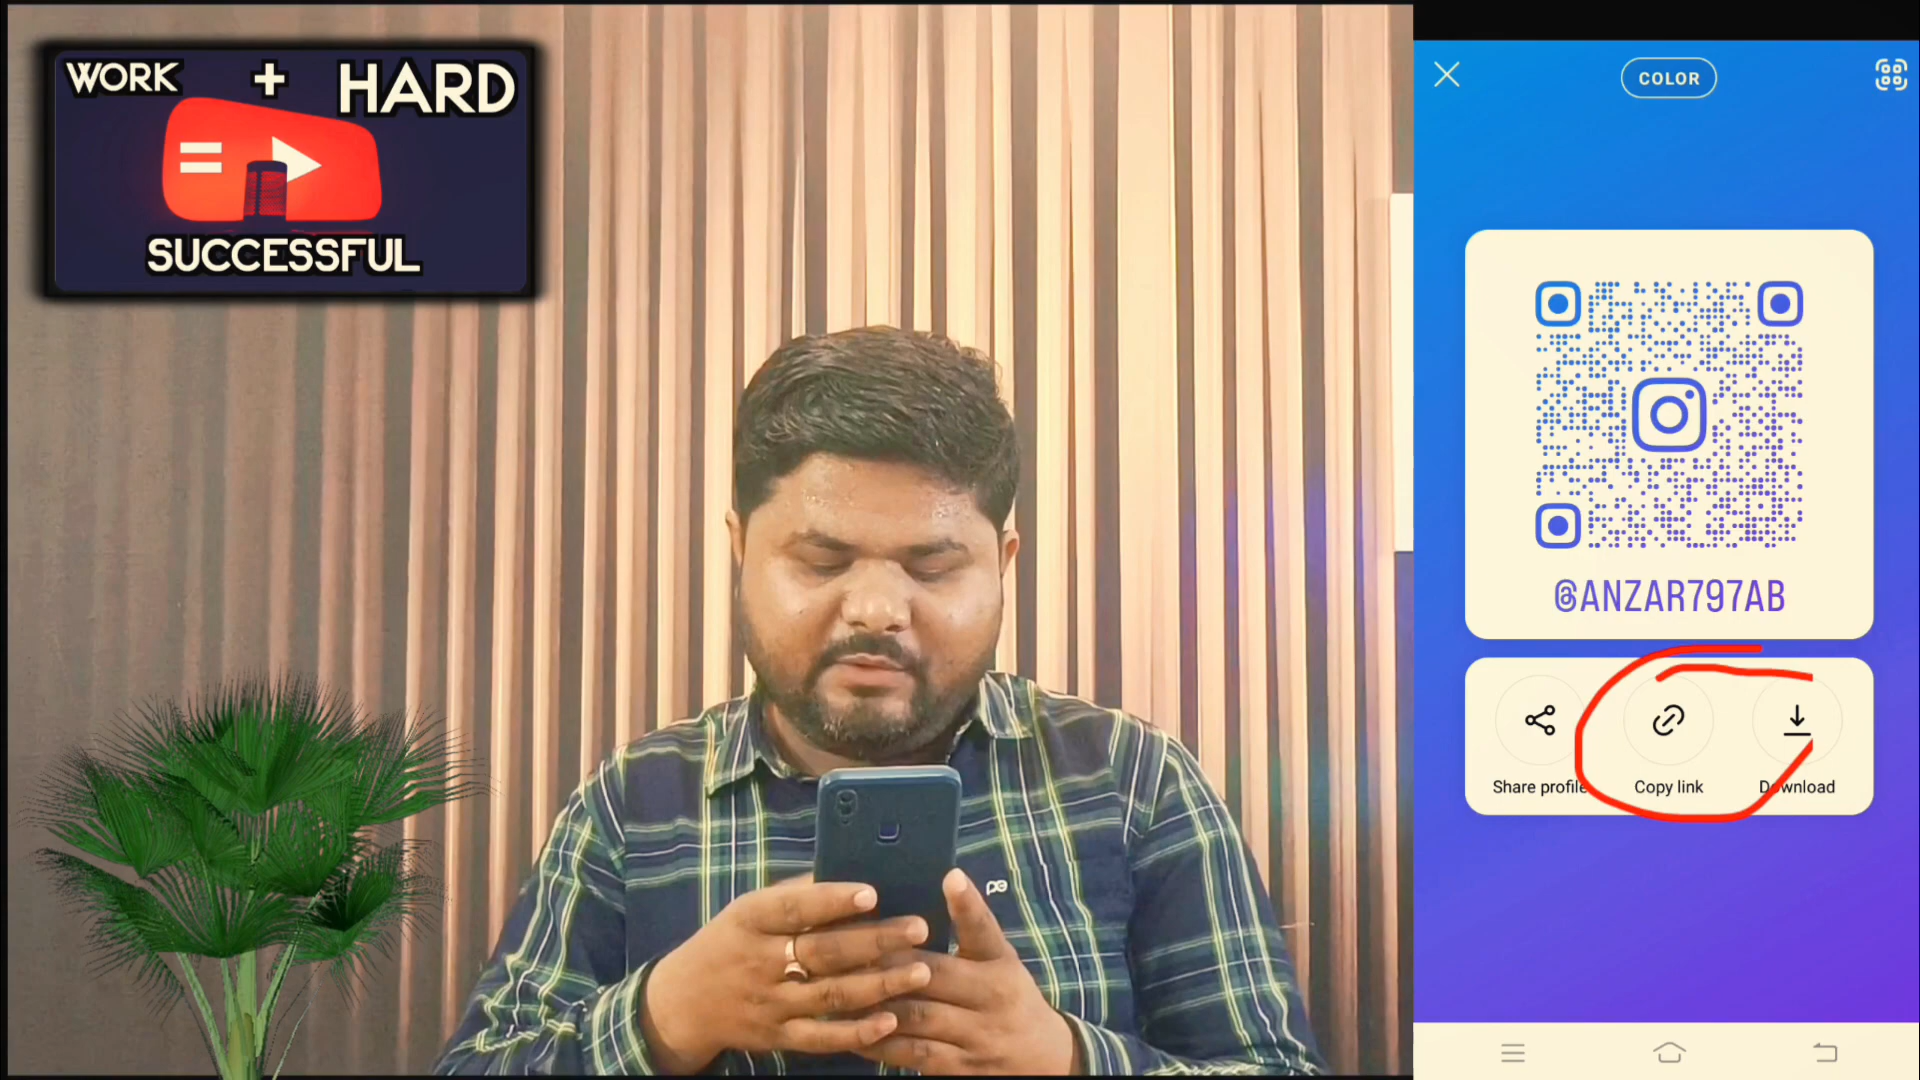 WORK + HARD
=
SUCCESSFUL
COLOR
@ANZAR797AB
Share profile
Copy link
Download